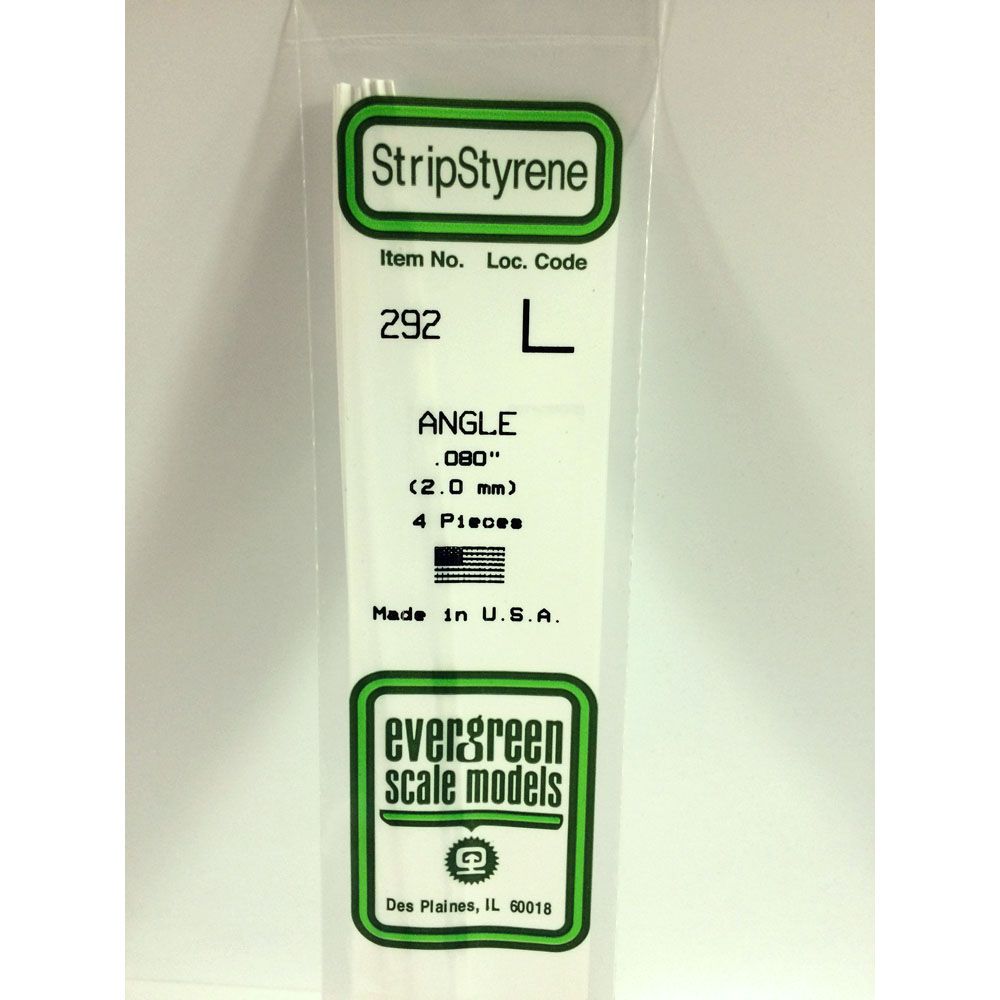 StripStyrene
Item No. Loc. Code
292 L
ANGLE
.080"
(2.0 mm)
4 Pieces
Made in U.S.A.
evergreen
scale models
Des Plaines, IL 60018